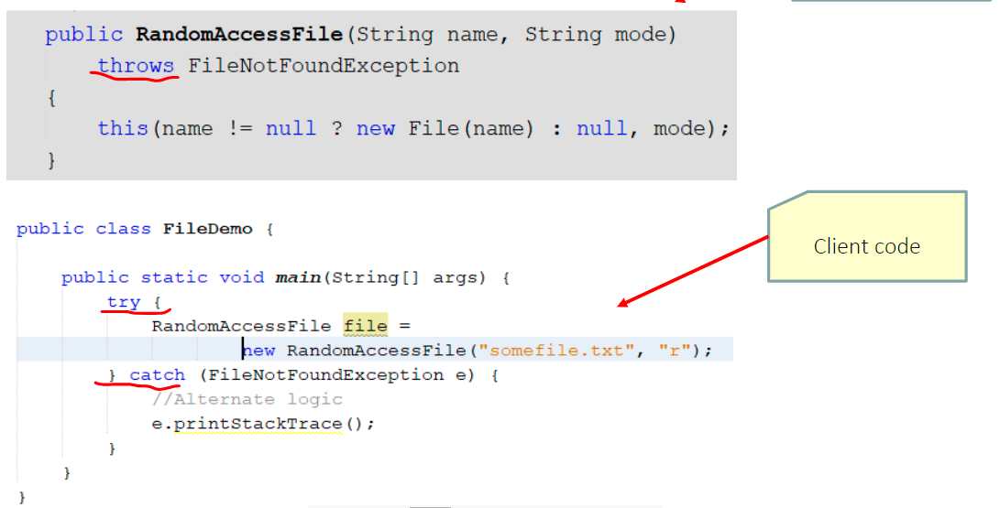 public RandomAccessFile(String name, String mode)
throws FileNotFoundException
{
this(name != null ? new File(name) : null, mode);
}
public class FileDemo {
Client code
public static void main(String[] args) {
try {
RandomAccessFile file =
new RandomAccessFile("somefile.txt", "r");
} catch (FileNotFoundException e) {
//Alternate logic
e.printStackTrace();
}
}
}